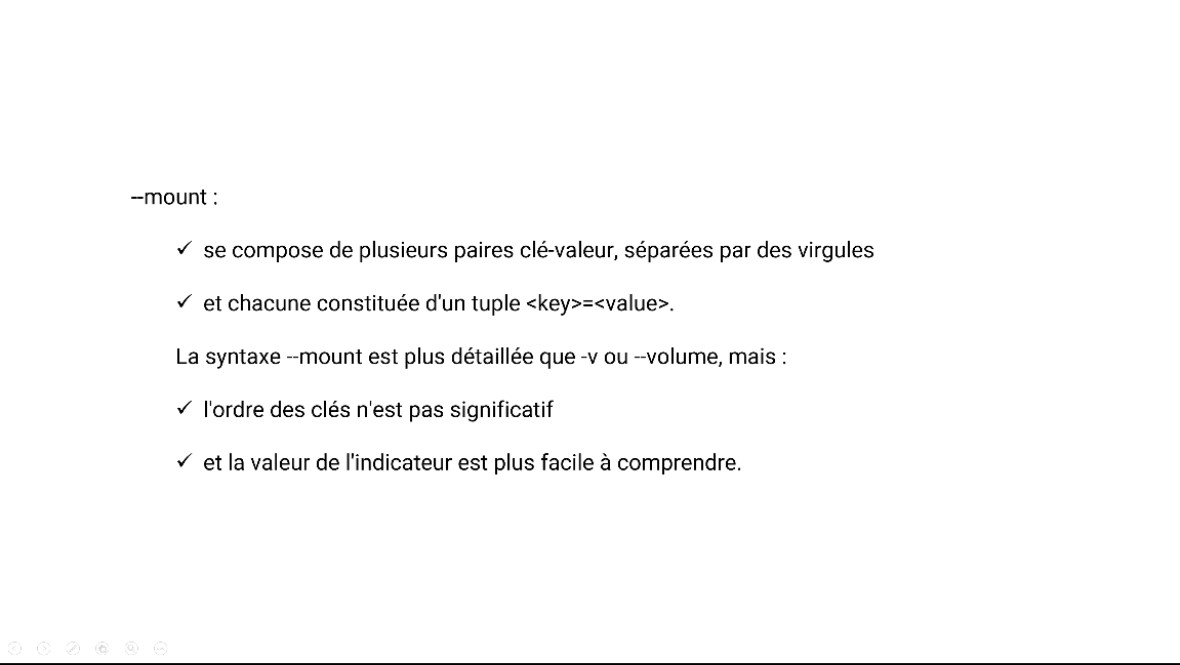 --mount :
✓ se compose de plusieurs paires clé-valeur, séparées par des virgules
✓ et chacune constituée d'un tuple <key>=<value>.
La syntaxe --mount est plus détaillée que -v ou --volume, mais :
✓ l'ordre des clés n'est pas significatif
✓ et la valeur de l'indicateur est plus facile à comprendre.